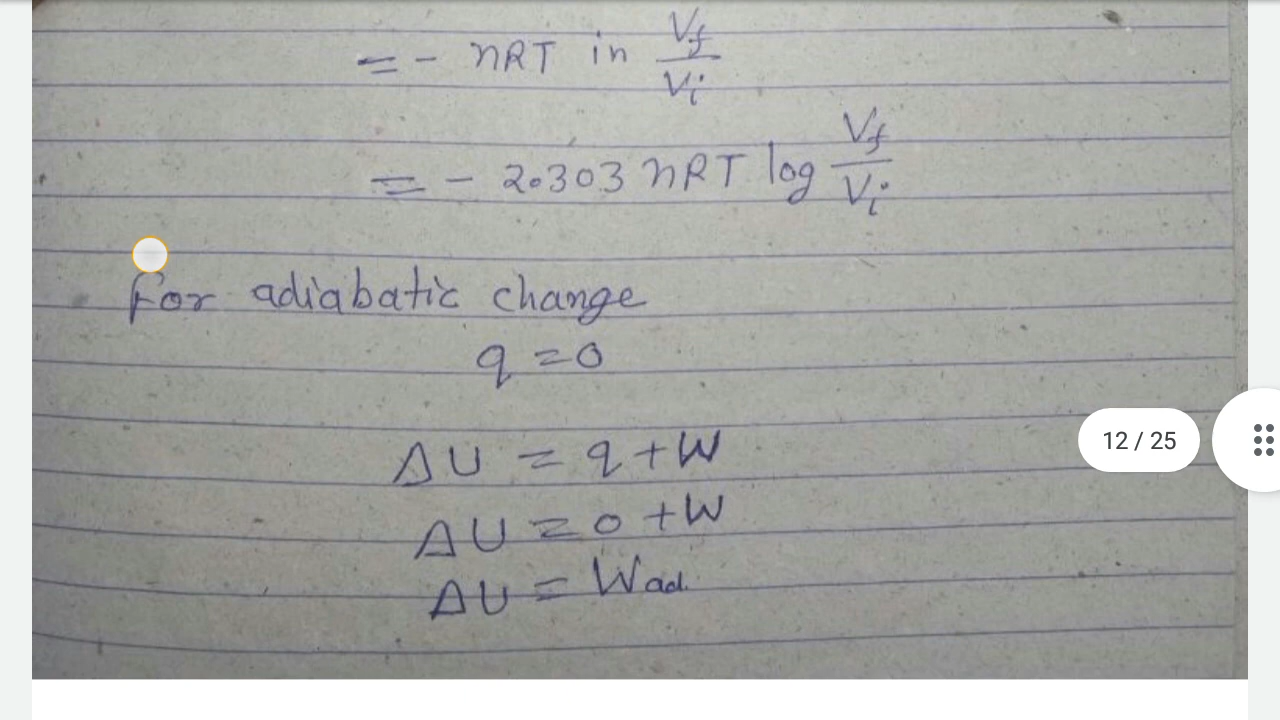 = - nRT in Vf/Vi
= - 2.303 nRT log Vf/Vi
For adiabatic change
q = 0
ΔU = q + W
ΔU = 0 + W
ΔU = Wad.
12 / 25